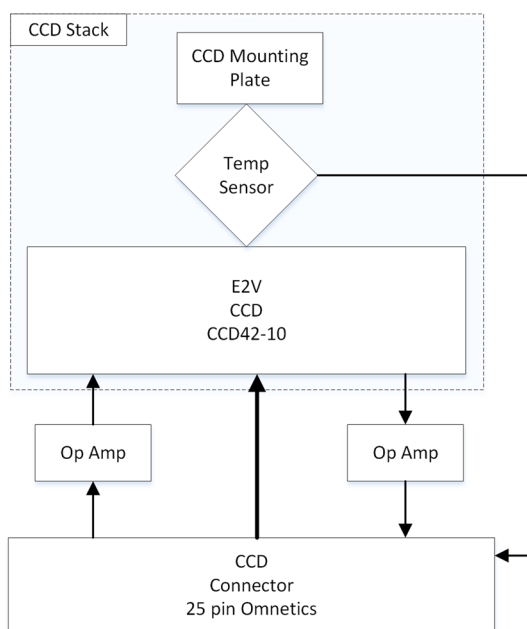 CCD Stack
CCD Mounting
Plate
Temp
Sensor
E2V
CCD
CCD42-10
Op Amp
Op Amp
CCD
Connector
25 pin Omnetics